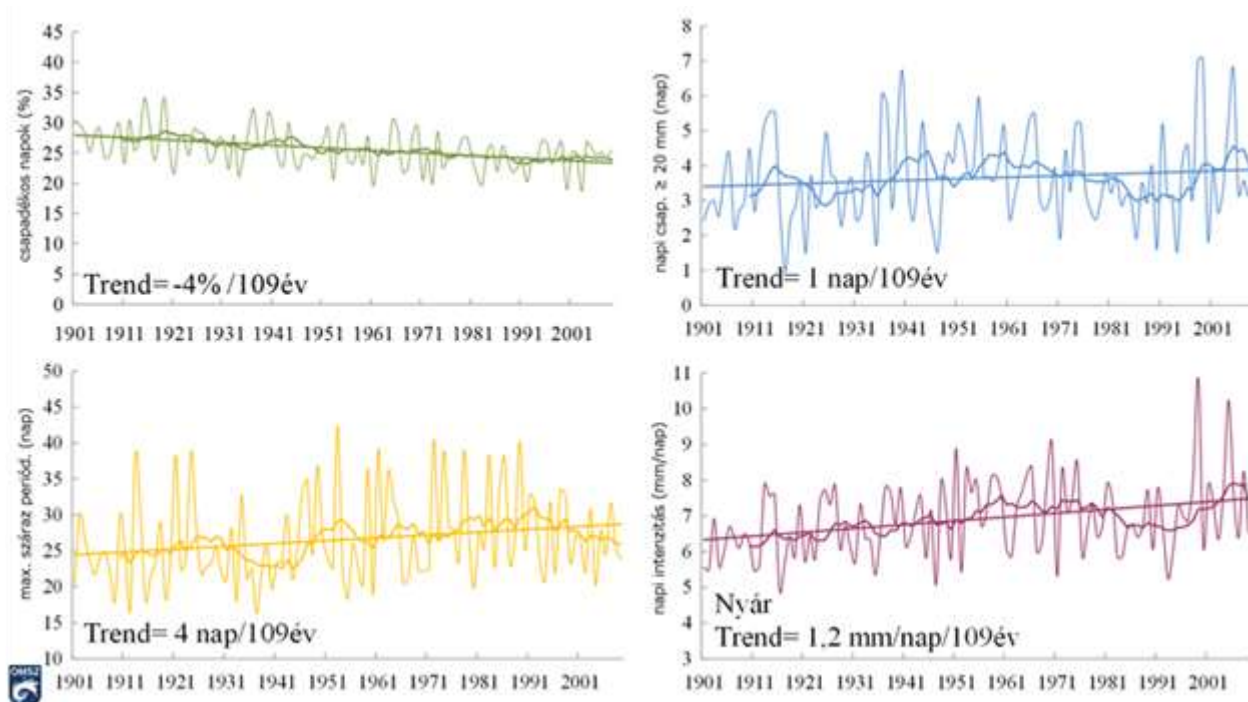 csapadékos napok (%)
45
40
35
30
25
20
15
10
5
0
Trend= -4% /109év
1901 1911 1921 1931 1941 1951 1961 1971 1981 1991 2001
napi csap. ≥ 20 mm (nap)
8
7
6
5
4
3
2
1
0
Trend= 1 nap/109év
1901 1911 1921 1931 1941 1951 1961 1971 1981 1991 2001
max. száraz periód. (nap)
50
45
40
35
30
25
20
15
10
Trend= 4 nap/109év
1901 1911 1921 1931 1941 1951 1961 1971 1981 1991 2001
napi intenzitás (mm/nap)
11
10
9
8
7
6
5
4
3
Nyár
Trend= 1,2 mm/nap/109év
1901 1911 1921 1931 1941 1951 1961 1971 1981 1991 2001
OMSZ